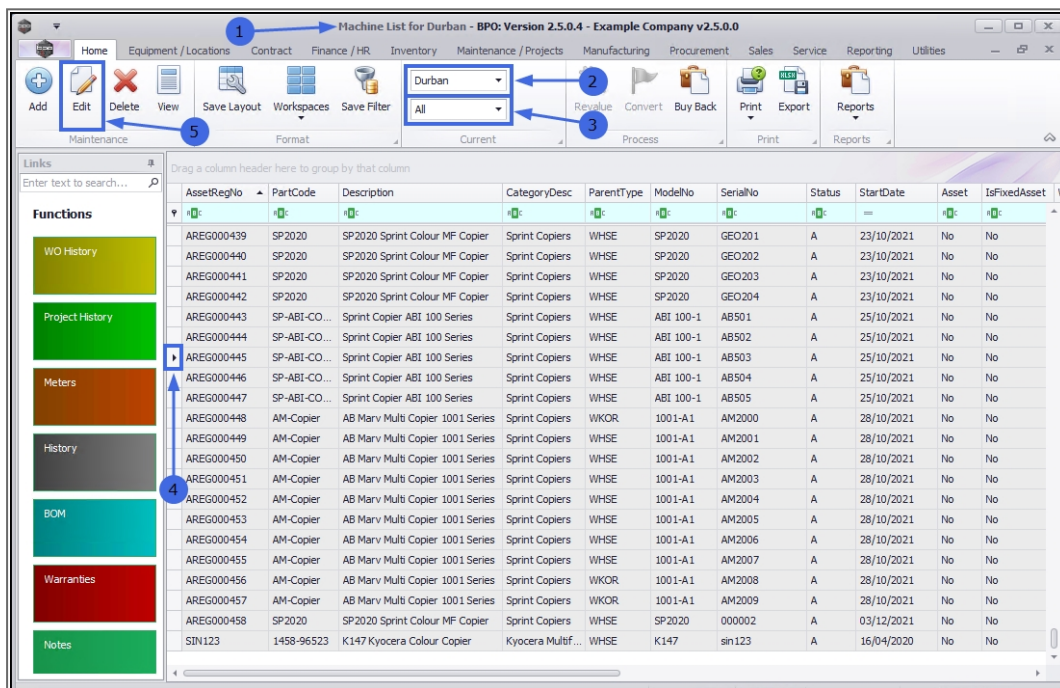 Machine List for Durban - BPO: Version 2.5.0.4 - Example Company v2.5.0.0
1
Home Equipment / Locations Contract Finance / HR Inventory Maintenance / Projects Manufacturing Procurement Sales Service Reporting Utilities
Durban
2
All
3
Add Edit Delete View Save Layout Workspaces Save Filter Revalue Convert Buy Back Print Export Reports
5
Maintenance Format Current Process Print Reports
Links
Drag a column header here to group by that column
Enter text to search...
AssetRegNo PartCode Description CategoryDesc ParentType ModelNo SerialNo Status StartDate Asset IsFixedAsset
Functions
WO History
Project History
Meters
History
BOM
Warranties
Notes
4
AREG000439 SP2020 SP2020 Sprint Colour MF Copier Sprint Copiers WHSE SP2020 GEO201 A 23/10/2021 No No
AREG000440 SP2020 SP2020 Sprint Colour MF Copier Sprint Copiers WHSE SP2020 GEO202 A 23/10/2021 No No
AREG000441 SP2020 SP2020 Sprint Colour MF Copier Sprint Copiers WHSE SP2020 GEO203 A 23/10/2021 No No
AREG000442 SP2020 SP2020 Sprint Colour MF Copier Sprint Copiers WHSE SP2020 GEO204 A 23/10/2021 No No
AREG000443 SP-ABI-CO... Sprint Copier ABI 100 Series Sprint Copiers WHSE ABI 100-1 AB501 A 25/10/2021 No No
AREG000444 SP-ABI-CO... Sprint Copier ABI 100 Series Sprint Copiers WHSE ABI 100-1 AB502 A 25/10/2021 No No
AREG000445 SP-ABI-CO... Sprint Copier ABI 100 Series Sprint Copiers WHSE ABI 100-1 AB503 A 25/10/2021 No No
AREG000446 SP-ABI-CO... Sprint Copier ABI 100 Series Sprint Copiers WHSE ABI 100-1 AB504 A 25/10/2021 No No
AREG000447 SP-ABI-CO... Sprint Copier ABI 100 Series Sprint Copiers WHSE ABI 100-1 AB505 A 25/10/2021 No No
AREG000448 AM-Copier AB Marv Multi Copier 1001 Series Sprint Copiers WKOR 1001-A1 AM2000 A 28/10/2021 No No
AREG000449 AM-Copier AB Marv Multi Copier 1001 Series Sprint Copiers WHSE 1001-A1 AM2001 A 28/10/2021 No No
AREG000450 AM-Copier AB Marv Multi Copier 1001 Series Sprint Copiers WHSE 1001-A1 AM2002 A 28/10/2021 No No
AREG000451 AM-Copier AB Marv Multi Copier 1001 Series Sprint Copiers WHSE 1001-A1 AM2003 A 28/10/2021 No No
AREG000452 AM-Copier AB Marv Multi Copier 1001 Series Sprint Copiers WHSE 1001-A1 AM2004 A 28/10/2021 No No
AREG000453 AM-Copier AB Marv Multi Copier 1001 Series Sprint Copiers WHSE 1001-A1 AM2005 A 28/10/2021 No No
AREG000454 AM-Copier AB Marv Multi Copier 1001 Series Sprint Copiers WHSE 1001-A1 AM2006 A 28/10/2021 No No
AREG000455 AM-Copier AB Marv Multi Copier 1001 Series Sprint Copiers WHSE 1001-A1 AM2007 A 28/10/2021 No No
AREG000456 AM-Copier AB Marv Multi Copier 1001 Series Sprint Copiers WKOR 1001-A1 AM2008 A 28/10/2021 No No
AREG000457 AM-Copier AB Marv Multi Copier 1001 Series Sprint Copiers WKOR 1001-A1 AM2009 A 28/10/2021 No No
AREG000458 SP2020 SP2020 Sprint Colour MF Copier Sprint Copiers WHSE SP2020 000002 A 03/12/2021 No No
SIN123 1458-96523 K147 Kyocera Colour Copier Kyocera Multif... WHSE K147 sin123 A 16/04/2020 No No